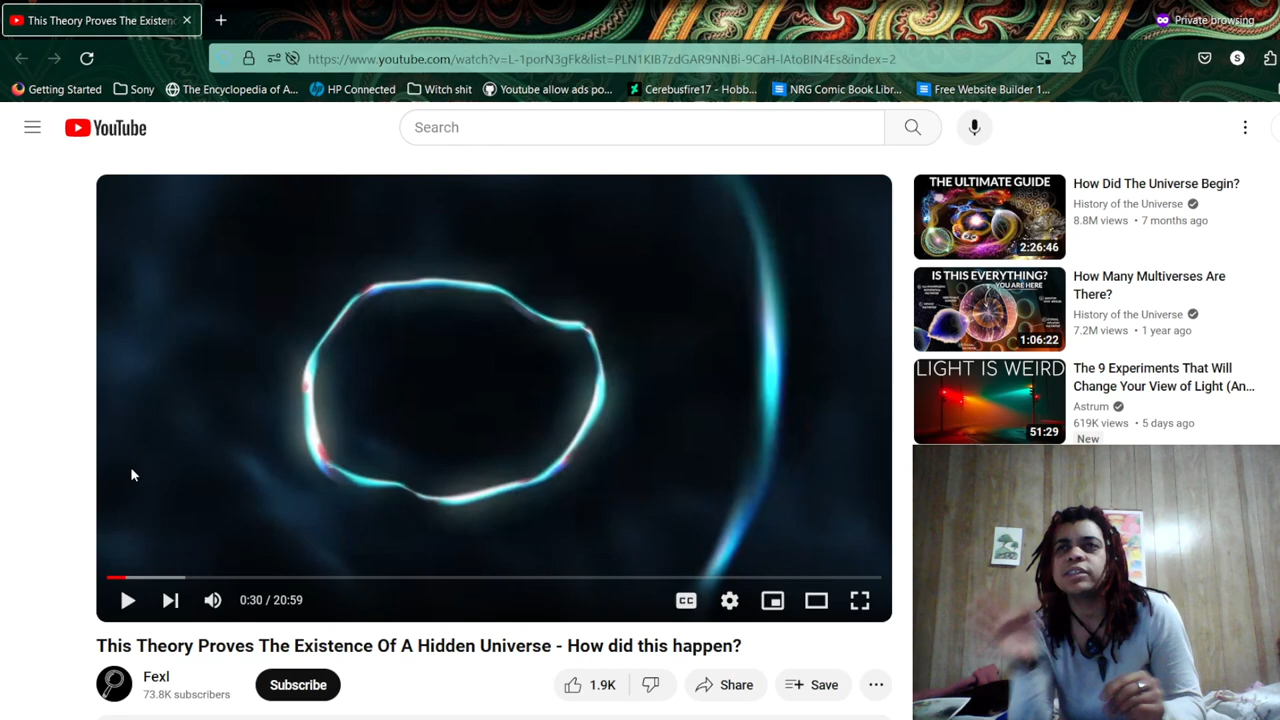 This Theory Proves The Existenc
Private browsing
https://www.youtube.com/watch?v=L-1porN3gFk&list=PLN1KIB7zdGAR9NNBi-9CaH-lAtoBIN4Es&index=2
S
Getting Started
Sony
The Encyclopedia of A...
HP Connected
Witch shit
Youtube allow ads po...
Cerebusfire17 - Hobb...
NRG Comic Book Libr...
Free Website Builder 1...
YouTube
Search
THE ULTIMATE GUIDE
2:26:46
How Did The Universe Begin?
History of the Universe
8.8M views • 7 months ago
IS THIS EVERYTHING?
YOU ARE HERE
1:06:22
How Many Multiverses Are
There?
History of the Universe
7.2M views • 1 year ago
LIGHT IS WEIRD
51:29
The 9 Experiments That Will
Change Your View of Light (An...
Astrum
619K views • 5 days ago
New
0:30 / 20:59
CC
This Theory Proves The Existence Of A Hidden Universe - How did this happen?
Fexl
73.8K subscribers
Subscribe
1.9K
Share
Save